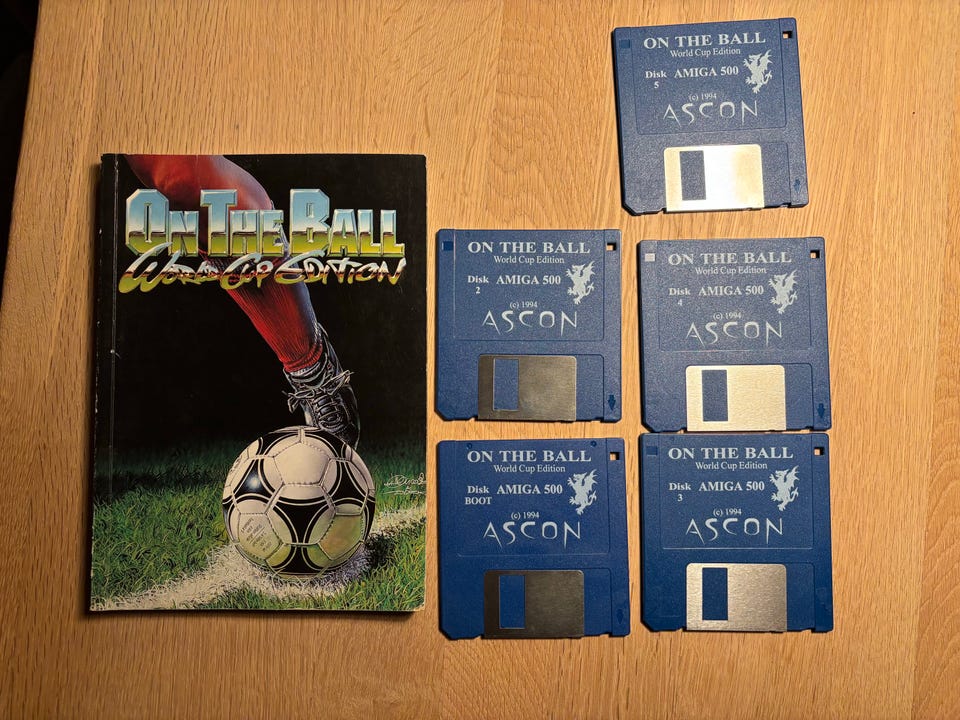 ON THE BALL
WORLD CUP EDITION
ON THE BALL
World Cup Edition
Disk AMIGA 500
5
(c) 1994
ASCON
ON THE BALL
World Cup Edition
Disk AMIGA 500
2
(c) 1994
ASCON
ON THE BALL
World Cup Edition
Disk AMIGA 500
4
(c) 1994
ASCON
ON THE BALL
World Cup Edition
Disk AMIGA 500
BOOT
(c) 1994
ASCON
ON THE BALL
World Cup Edition
Disk AMIGA 500
3
(c) 1994
ASCON